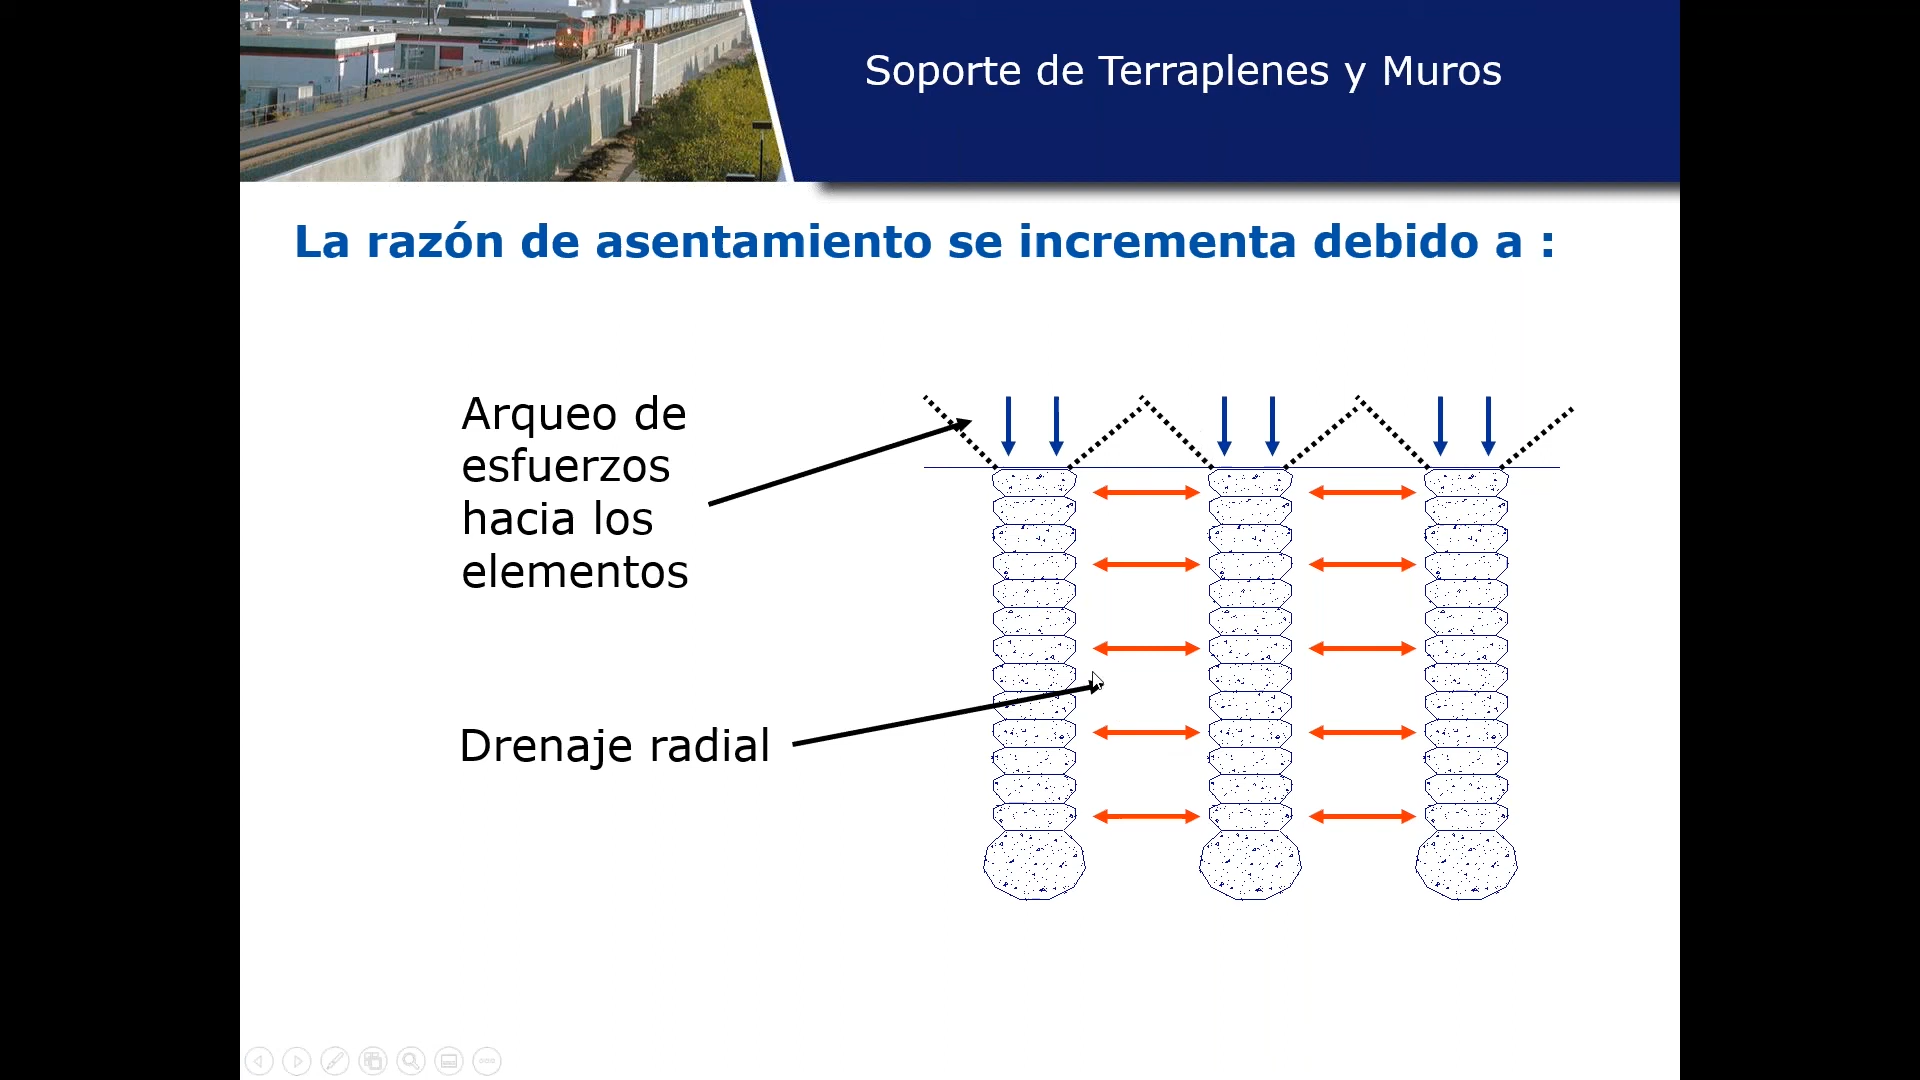 Soporte de Terraplenes y Muros
La razón de asentamiento se incrementa debido a :
Arqueo de
esfuerzos
hacia los
elementos
Drenaje radial